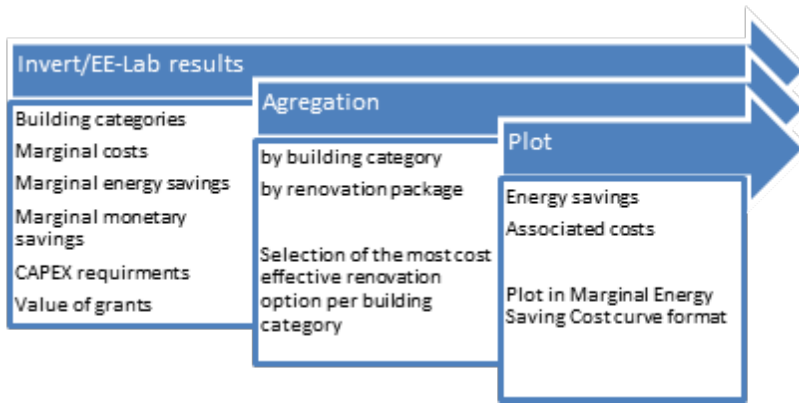 Invert/EE-Lab results
Building categories
Marginal costs
Marginal energy savings
Marginal monetary
savings
CAPEX requirments
Value of grants
Agregation
by building category
by renovation package
Selection of the most cost
effective renovation
option per building
category
Plot
Energy savings
Associated costs
Plot in Marginal Energy
Saving Cost curve format